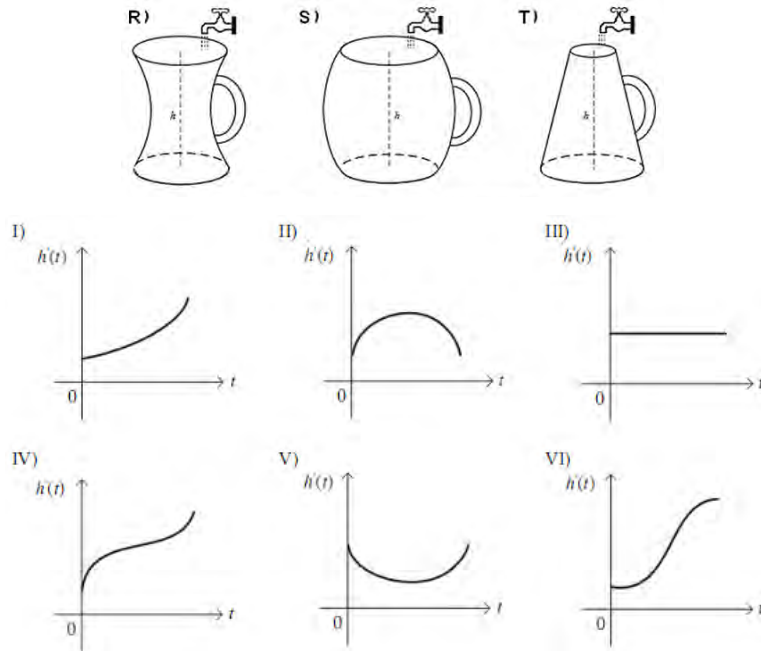 R) S) T)
h h h
I) II) III)
h'(t) h'(t) h'(t)
0 t 0 t 0 t
IV) V) VI)
h'(t) h'(t) h'(t)
0 t 0 t 0 t